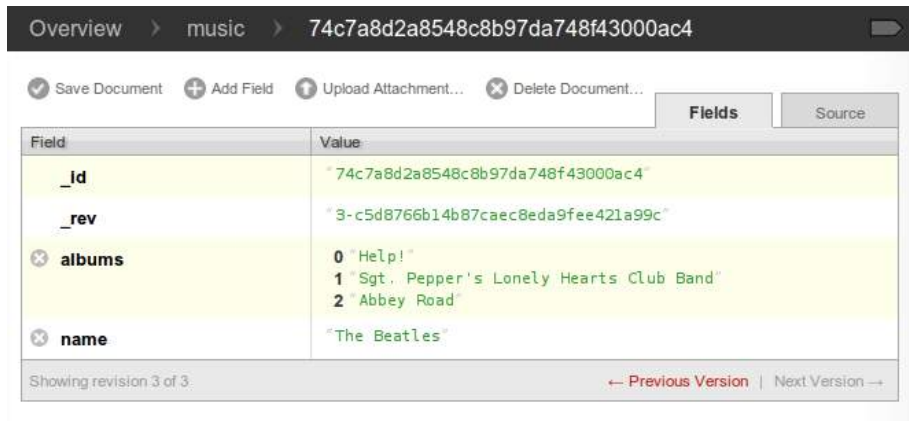 Overview > music > 74c7a8d2a8548c8b97da748f43000ac4
Save Document Add Field Upload Attachment... Delete Document...
Fields Source
Field Value
_id "74c7a8d2a8548c8b97da748f43000ac4"
_rev "3-c5d8766b14b87caec8eda9fee421a99c"
albums 0 "Help!"
1 "Sgt. Pepper's Lonely Hearts Club Band"
2 "Abbey Road"
name "The Beatles"
Showing revision 3 of 3 ← Previous Version | Next Version →